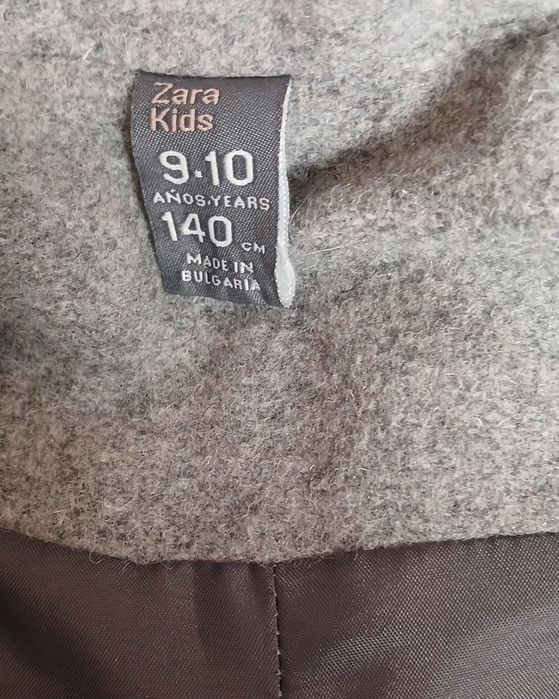 Zara
Kids
9.10
AÑOS.YEARS
140 CM
MADE IN
BULGARIA